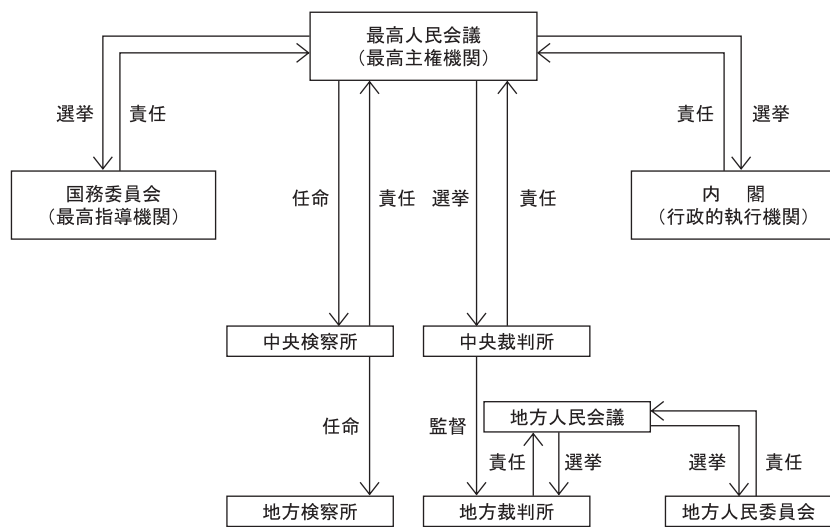 最高人民会議
（最高主権機関）
選挙
責任
責任
選挙
国務委員会
（最高指導機関）
任命
責任
選挙
責任
内　閣
（行政的執行機関）
中央検察所
中央裁判所
任命
監督
地方人民会議
責任
選挙
選挙
責任
地方検察所
地方裁判所
地方人民委員会